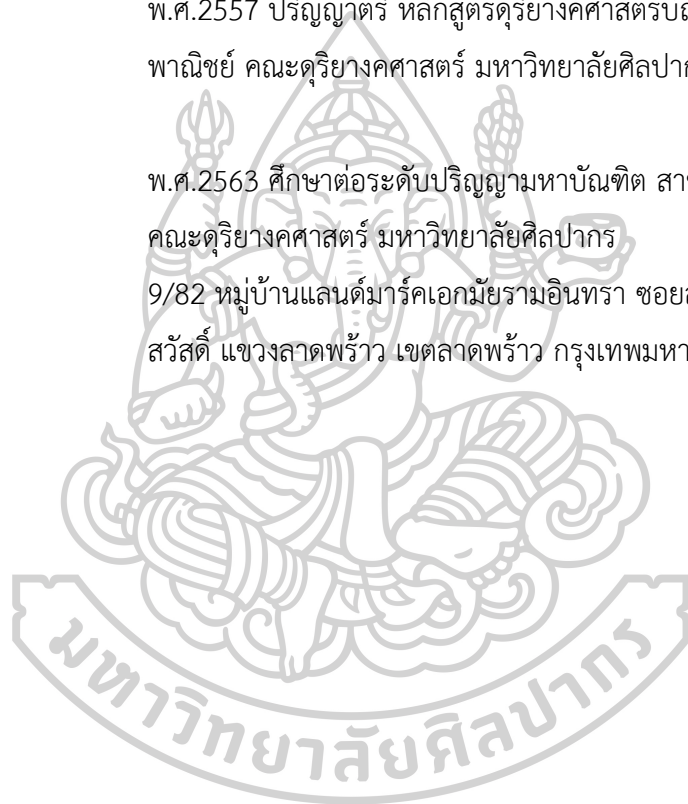 พ.ศ.2557 ปริญญาตรี หลักสูตรดุริยางคศาสตรบัณ
พาณิชย์ คณะดุริยางคศาสตร์ มหาวิทยาลัยศิลปาก
พ.ศ.2563 ศึกษาต่อระดับปริญญามหาบัณฑิต สาข
คณะดุริยางคศาสตร์ มหาวิทยาลัยศิลปากร
9/82 หมู่บ้านแลนด์มาร์คเอกมัยรามอินทรา ซอย
สวัสดิ์ แขวงลาดพร้าว เขตลาดพร้าว กรุงเทพมหา
มหาวิทยาลัยศิลปากร